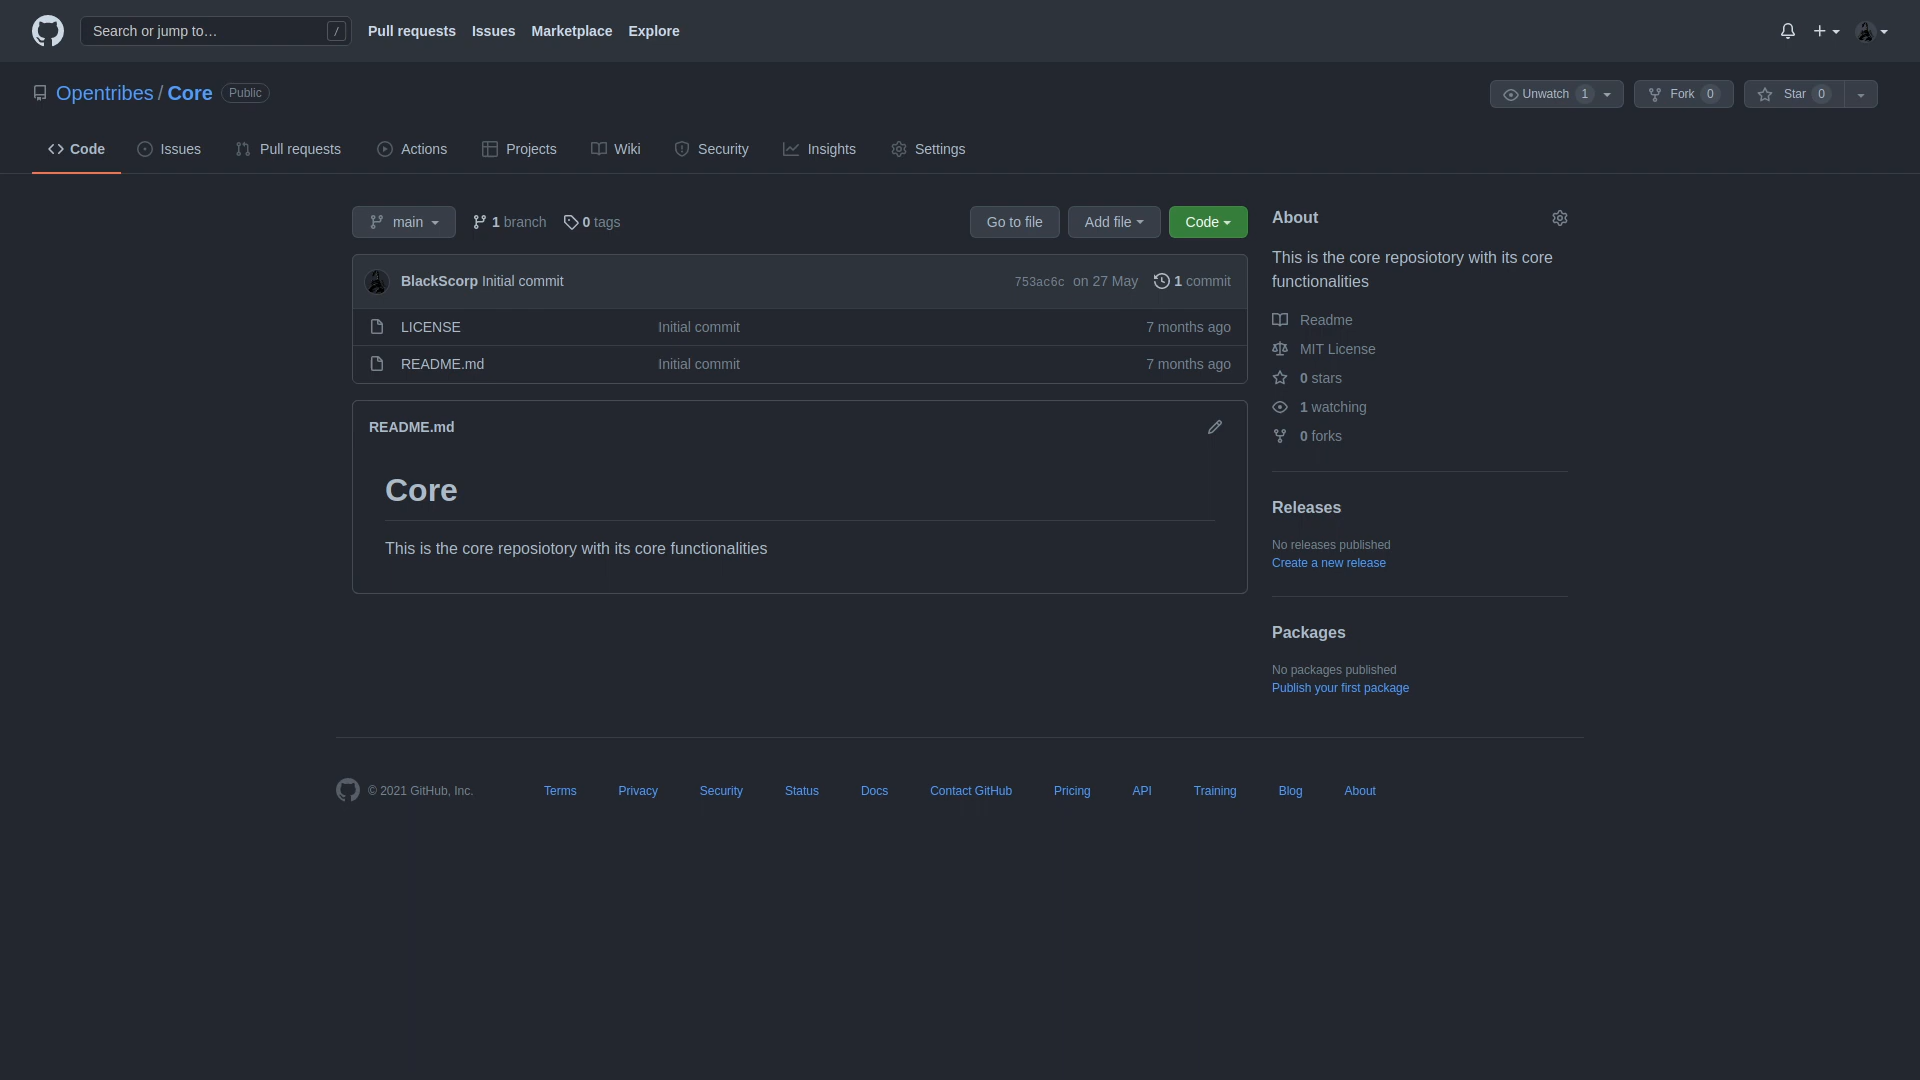 Search or jump to… /
Pull requests Issues Marketplace Explore
Opentribes / Core Public
Unwatch 1 Fork 0 Star 0
Code Issues Pull requests Actions Projects Wiki Security Insights Settings
main 1 branch 0 tags Go to file Add file Code
BlackScorp Initial commit 753ac6c on 27 May 1 commit
LICENSE Initial commit 7 months ago
README.md Initial commit 7 months ago
README.md
Core
This is the core reposiotory with its core functionalities
About
This is the core reposiotory with its core
functionalities
Readme
MIT License
0 stars
1 watching
0 forks
Releases
No releases published
Create a new release
Packages
No packages published
Publish your first package
© 2021 GitHub, Inc. Terms Privacy Security Status Docs Contact GitHub Pricing API Training Blog About